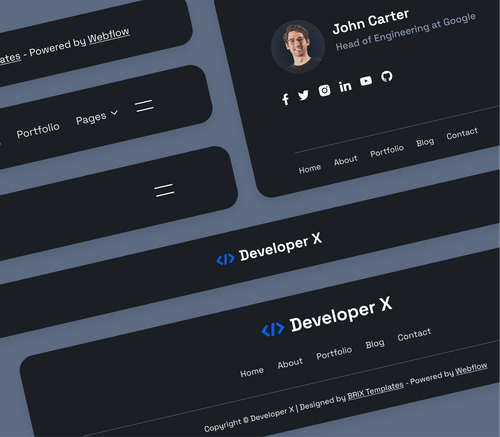 ates - Powered by Webflow
Portfolio Pages
John Carter
Head of Engineering at Google
Home About Portfolio Blog Contact
</> Developer X
</> Developer X
Home About Portfolio Blog Contact
Copyright © Developer X | Designed by BRIX Templates - Powered by Webflow